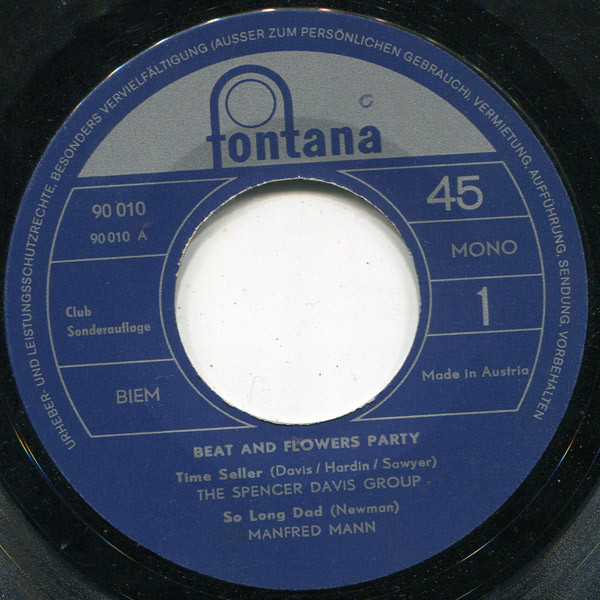 URHEBER- UND LEISTUNGSSCHUTZRECHTE, BESONDERS VERVIELFÄLTIGUNG (AUSSER ZUM PERSÖNLICHEN GEBRAUCH), VERMIETUNG, AUFFÜHRUNG, SENDUNG, VORBEHALTEN
fontana
90 010
90 010 A
45
MONO
1
Club
Sonderauflage
BIEM
Made in Austria
BEAT AND FLOWERS PARTY
Time Seller (Davis / Hardin / Sawyer)
THE SPENCER DAVIS GROUP
So Long Dad (Newman)
MANFRED MANN